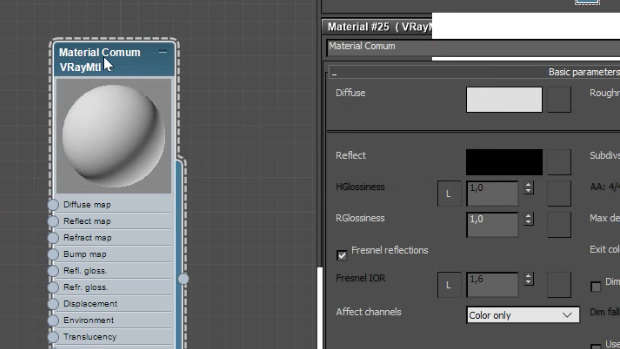 Material Comum
VRayMtl
Diffuse map
Reflect map
Refract map
Bump map
Refl. gloss.
Refr. gloss.
Displacement
Environment
Translucency
Material #25 ( VRayM
Material Comum
- Basic parameters
Diffuse Roughn
Reflect Subdivs
HGlossiness L 1,0 AA: 4/4
RGlossiness 1,0 Max de
Fresnel reflections Exit col
Fresnel IOR L 1,6 Dim
Affect channels Color only Dim fal
Use